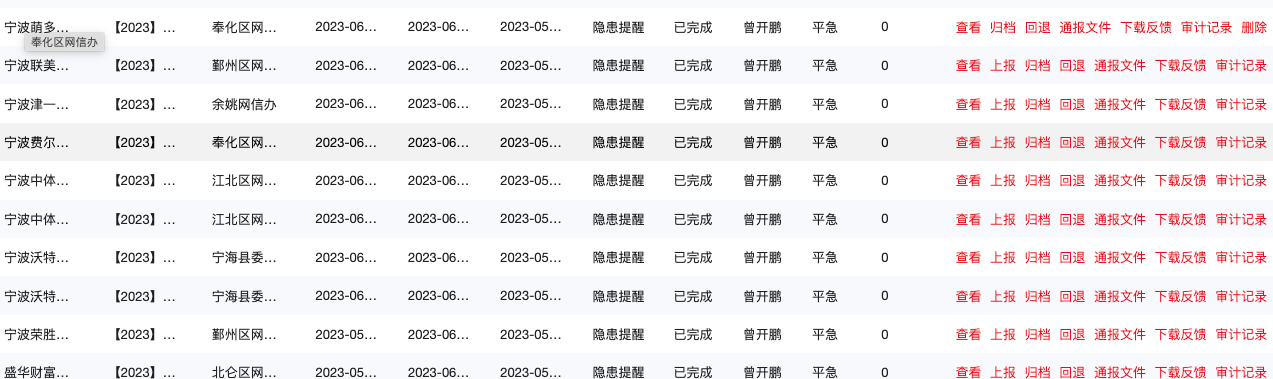 宁波萌多... 【2023】... 奉化区网... 2023-06... 2023-06... 2023-05... 隐患提醒 已完成 曾开鹏 平急 0 查看 归档 回退 通报文件 下载反馈 审计记录 删除
奉化区网信办
宁波联美... 【2023】... 鄞州区网... 2023-06... 2023-06... 2023-05... 隐患提醒 已完成 曾开鹏 平急 0 查看 上报 归档 回退 通报文件 下载反馈 审计记录
宁波津一... 【2023】... 余姚网信办 2023-06... 2023-06... 2023-05... 隐患提醒 已完成 曾开鹏 平急 0 查看 上报 归档 回退 通报文件 下载反馈 审计记录
宁波费尔... 【2023】... 奉化区网... 2023-06... 2023-06... 2023-05... 隐患提醒 已完成 曾开鹏 平急 0 查看 上报 归档 回退 通报文件 下载反馈 审计记录
宁波中体... 【2023】... 江北区网... 2023-06... 2023-06... 2023-05... 隐患提醒 已完成 曾开鹏 平急 0 查看 上报 归档 回退 通报文件 下载反馈 审计记录
宁波中体... 【2023】... 江北区网... 2023-06... 2023-06... 2023-05... 隐患提醒 已完成 曾开鹏 平急 0 查看 上报 归档 回退 通报文件 下载反馈 审计记录
宁波沃特... 【2023】... 宁海县委... 2023-06... 2023-06... 2023-05... 隐患提醒 已完成 曾开鹏 平急 0 查看 上报 归档 回退 通报文件 下载反馈 审计记录
宁波沃特... 【2023】... 宁海县委... 2023-06... 2023-06... 2023-05... 隐患提醒 已完成 曾开鹏 平急 0 查看 上报 归档 回退 通报文件 下载反馈 审计记录
宁波荣胜... 【2023】... 鄞州区网... 2023-05... 2023-06... 2023-05... 隐患提醒 已完成 曾开鹏 平急 0 查看 上报 归档 回退 通报文件 下载反馈 审计记录
盛华财富... 【2023】... 北仑区网... 2023-05... 2023-06... 2023-05... 隐患提醒 已完成 曾开鹏 平急 0 查看 上报 归档 回退 通报文件 下载反馈 审计记录